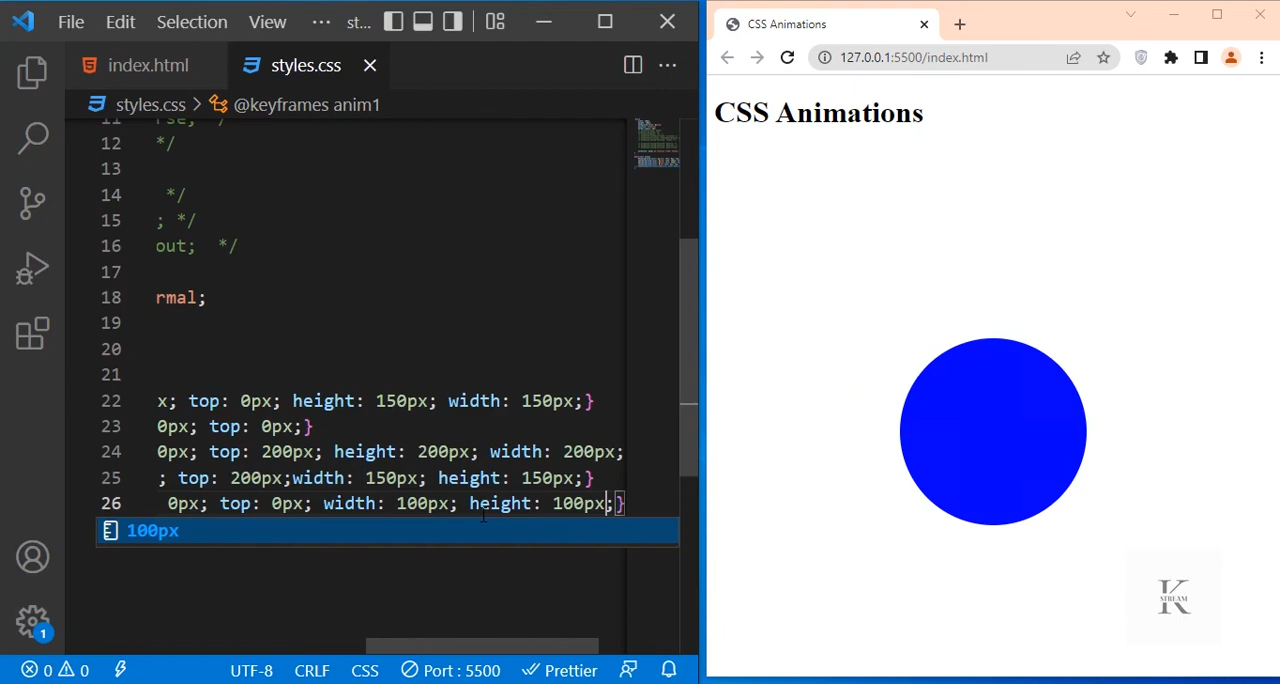 File Edit Selection View ··· st...
index.html styles.css
styles.css > @keyframes anim1
11 rse; */
12 */
13
14 */
15 ; */
16 out; */
17
18 rmal;
19
20
21
22 x; top: 0px; height: 150px; width: 150px;}
23 0px; top: 0px;}
24 0px; top: 200px; height: 200px; width: 200px;
25 ; top: 200px;width: 150px; height: 150px;}
26 0px; top: 0px; width: 100px; height: 100px;}
100px
1
0 0 UTF-8 CRLF CSS Port : 5500 Prettier
CSS Animations
127.0.0.1:5500/index.html
CSS Animations
K
STREAM